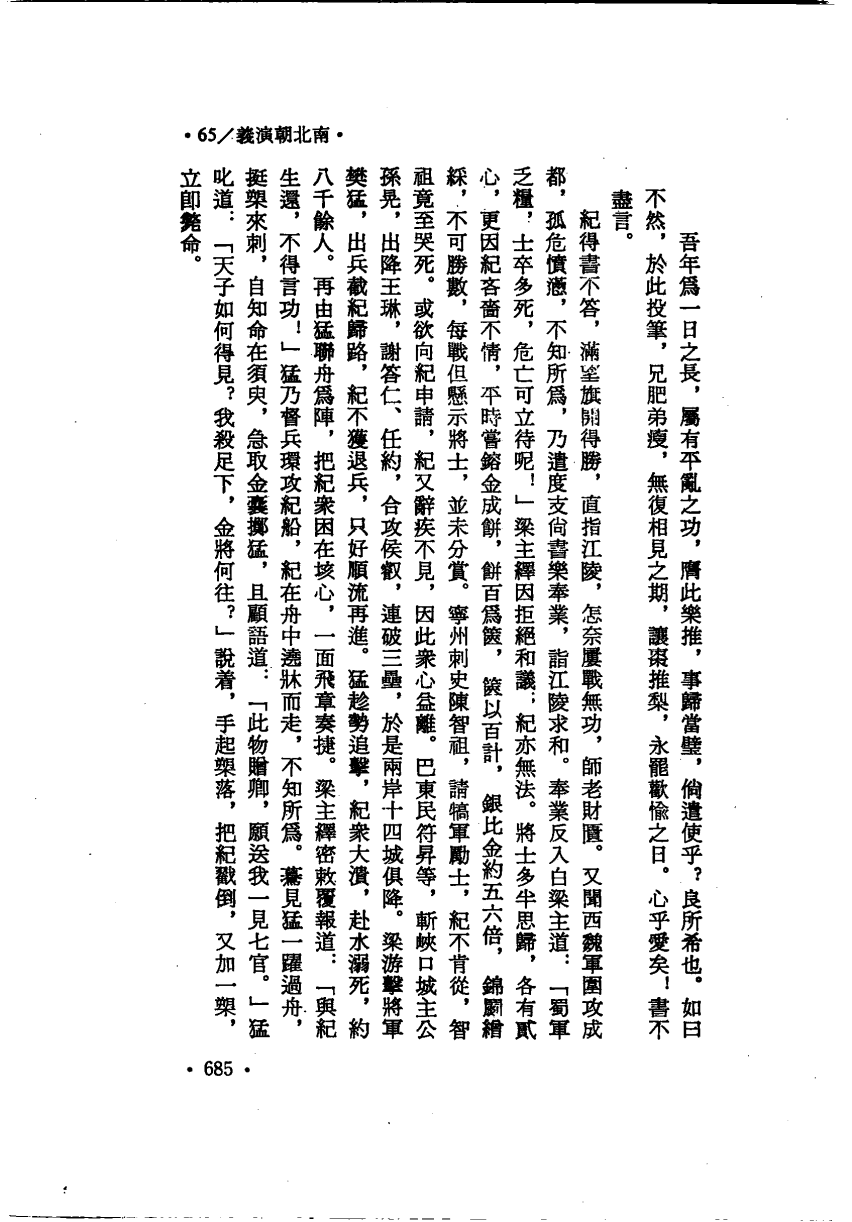 •65／義演朝北南•
吾年爲一日之長，屬有平亂之功，膺此樂推，事歸當璧，倘遣使乎？良所希也。如曰
不然，於此投筆，兄肥弟瘦，無復相見之期，讓棗推梨，永罷歡愉之日。心乎愛矣！書不
盡言。
紀得書不答，滿望旗開得勝，直指江陵，怎奈屢戰無功，師老財匱。又聞西魏軍圍攻成
都，孤危憤懣，不知所爲，乃遣度支尙書樂奉業，詣江陵求和。奉業反入白梁主道：「蜀軍
乏糧，士卒多死，危亡可立待呢！」梁主繹因拒絕和議，紀亦無法。將士多半思歸，各有貳
心，更因紀吝嗇不情，平時嘗鎔金成餅，餅百爲篋，篋以百計，銀比金約五六倍，錦罽繒
綵，不可勝數，每戰但懸示將士，並未分賞。寧州刺史陳智祖，請犒軍勵士，紀不肯從，智
祖竟至哭死。或欲向紀申請，紀又辭疾不見，因此衆心益離。巴東民符昇等，斬峽口城主公
孫晃，出降王琳，謝答仁、任約，合攻侯叡，連破三壘，於是兩岸十四城俱降。梁游擊將軍
樊猛，出兵截紀歸路，紀不獲退兵，只好順流再進。猛趁勢追擊，紀衆大潰，赴水溺死，約
八千餘人。再由猛聯舟爲陣，把紀衆困在垓心，一面飛章奏捷。梁主繹密敕覆報道：「與紀
生還，不得言功！」猛乃督兵環攻紀船，紀在舟中遶牀而走，不知所爲。驀見猛一躍過舟，
挺槊來刺，自知命在須臾，急取金囊擲猛，且顧語道：「此物贈卿，願送我一見七官。」猛
叱道：「天子如何得見？我殺足下，金將何往？」說着，手起槊落，把紀戳倒，又加一槊，
立卽斃命。
•685•